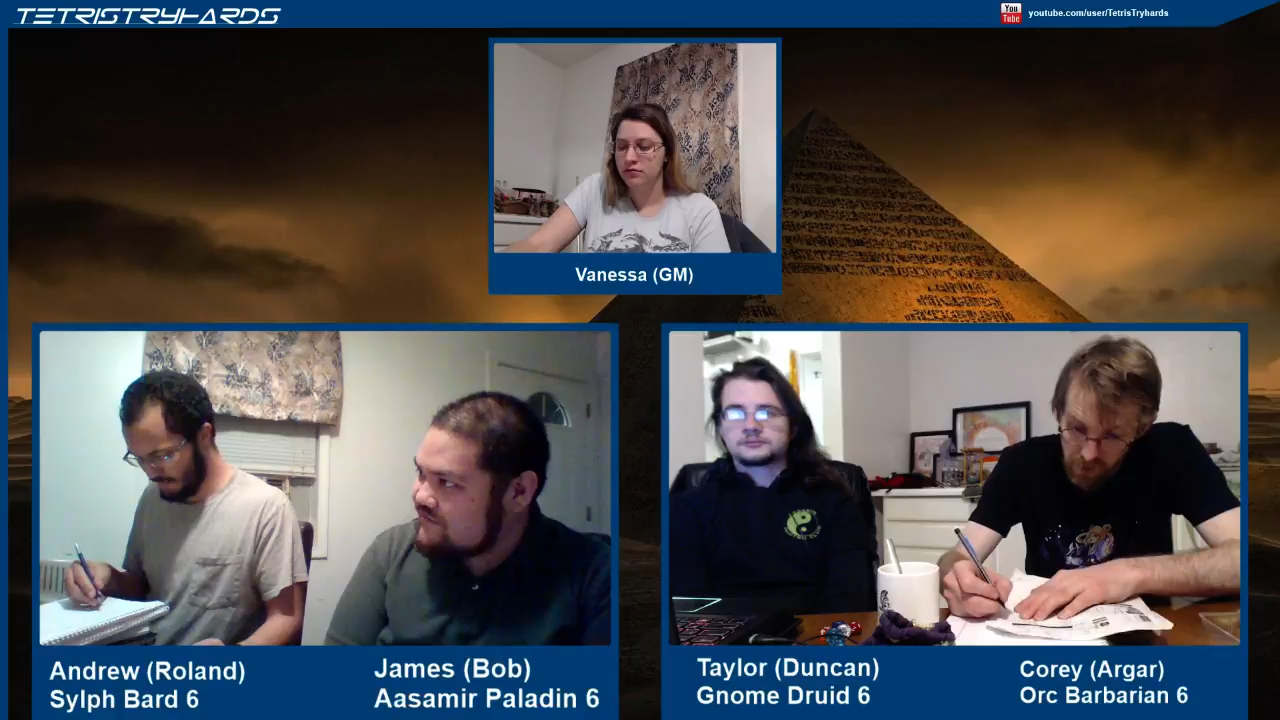 TETRISTRYHARDS
You Tube
youtube.com/user/TetrisTryhards
Vanessa (GM)
Andrew (Roland)
Sylph Bard 6
James (Bob)
Aasamir Paladin 6
Taylor (Duncan)
Gnome Druid 6
Corey (Argar)
Orc Barbarian 6